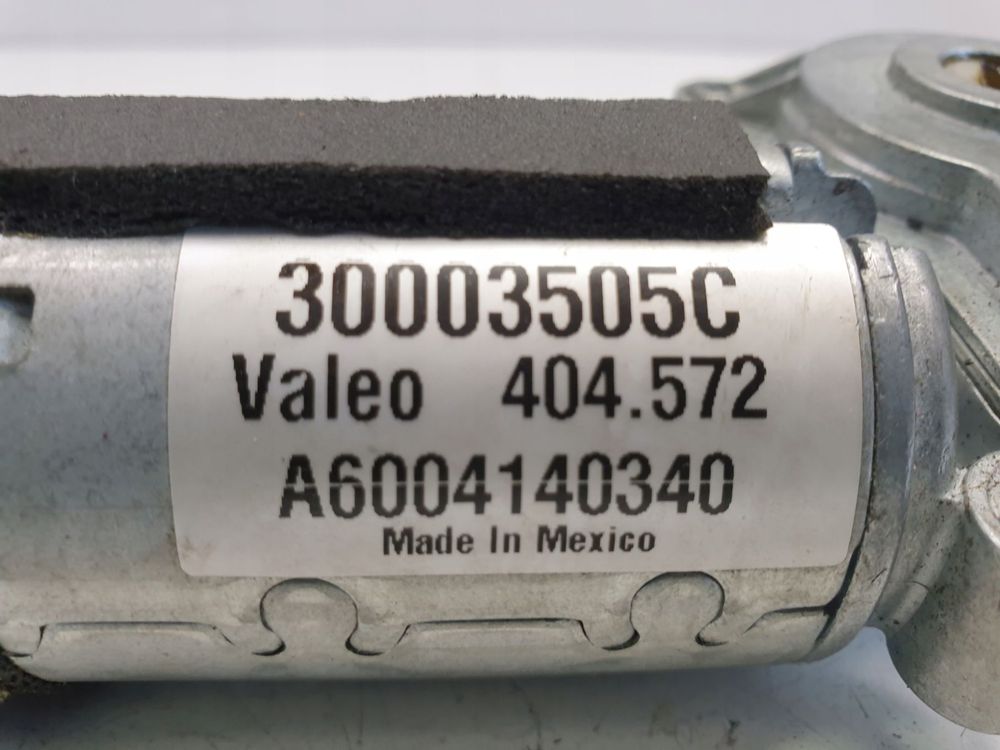 30003505C
Valeo 404.572
A6004140340
Made In Mexico